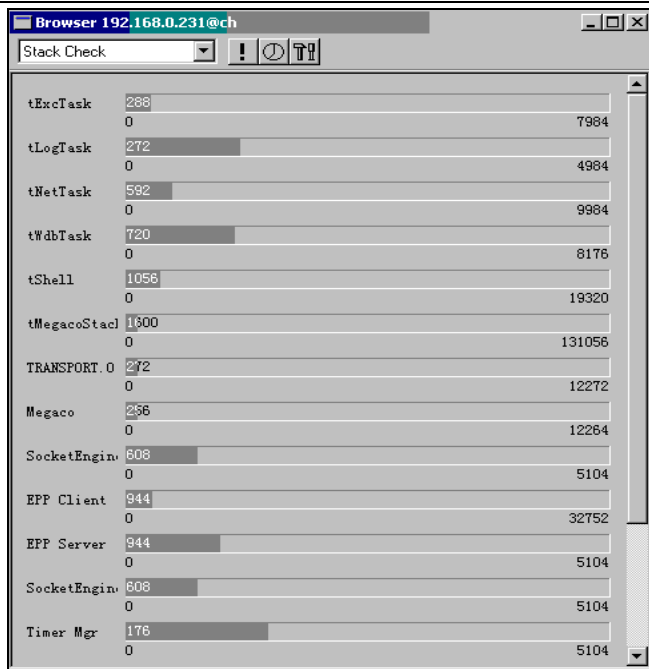 Browser 192.168.0.231@ch
Stack Check
tExcTask 288
0 7984
tLogTask 272
0 4984
tNetTask 592
0 9984
tWdbTask 720
0 8176
tShell 1056
0 19320
tMegacoStacl 1600
0 131056
TRANSPORT.O 272
0 12272
Megaco 256
0 12264
SocketEngin 608
0 5104
EPP Client 944
0 32752
EPP Server 944
0 5104
SocketEngin 608
0 5104
Timer Mgr 176
0 5104